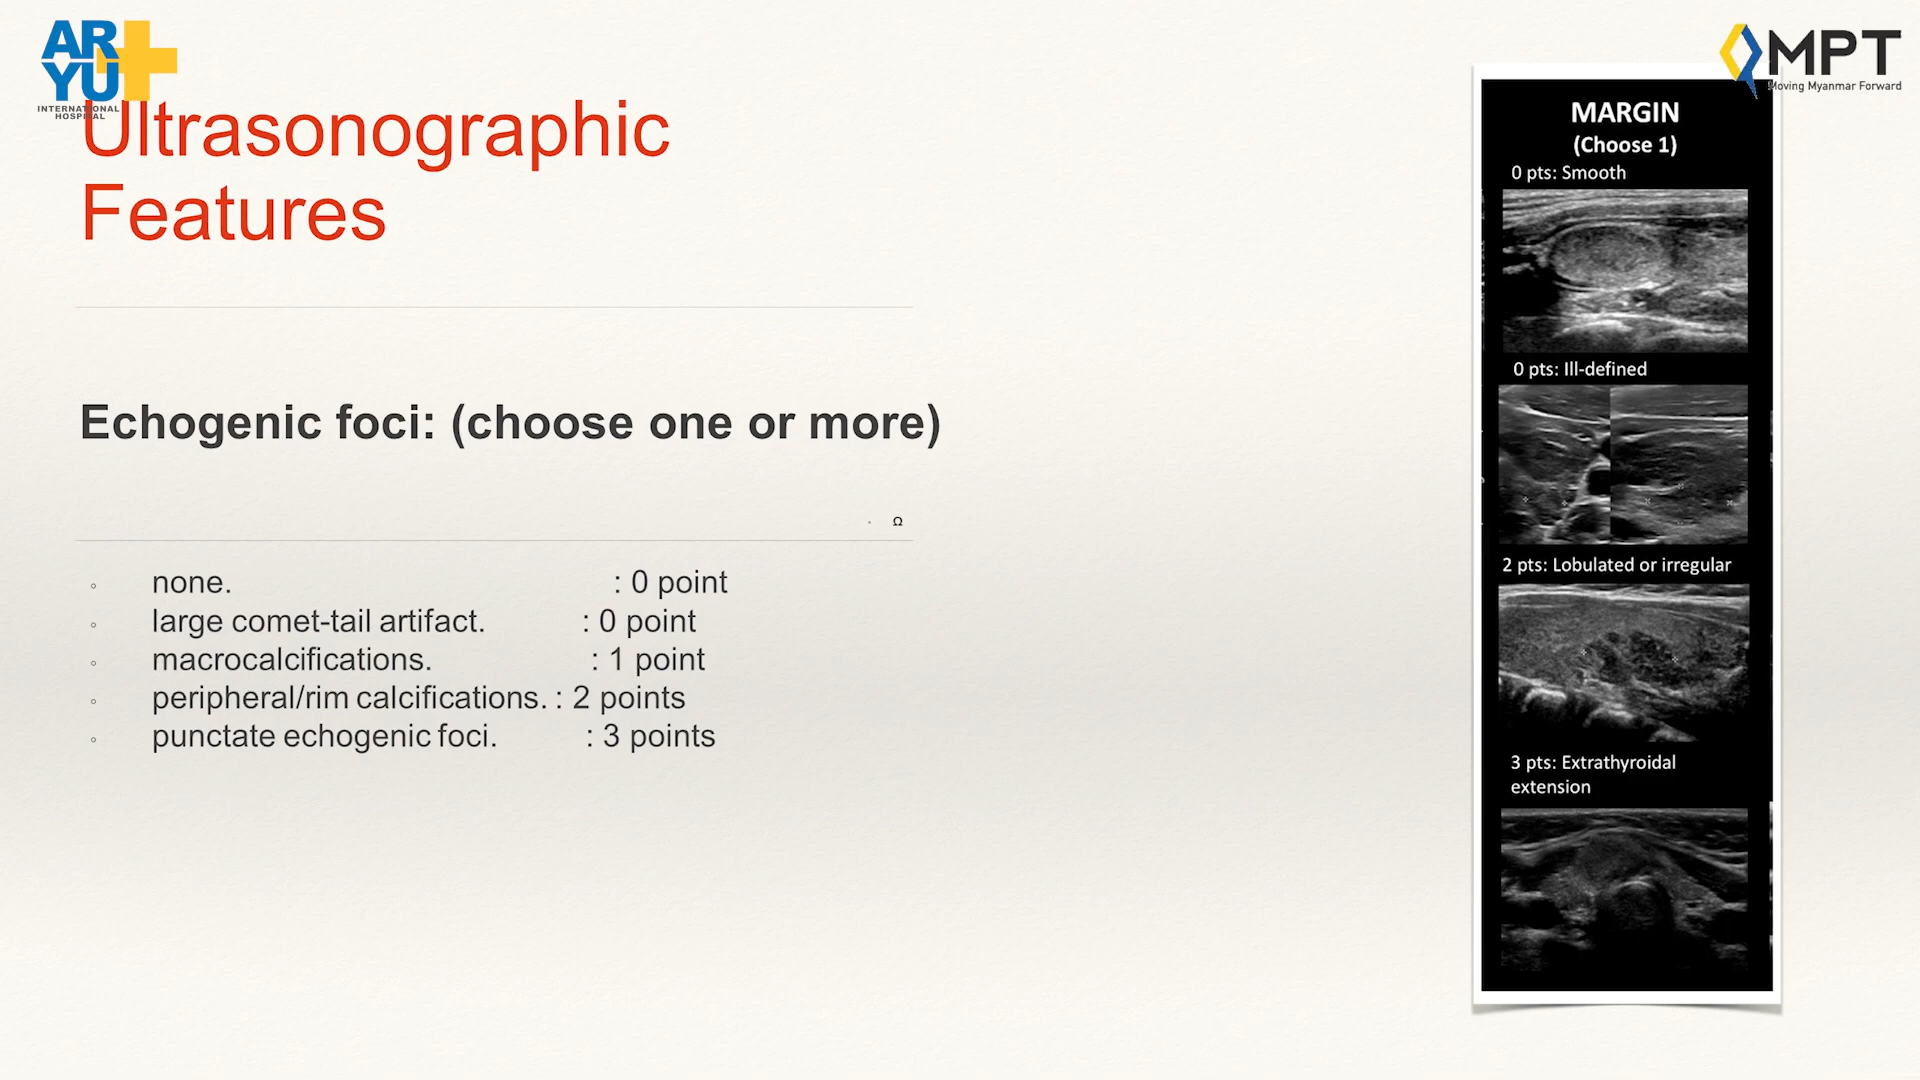 AR
YU
INTERNATIONAL
HOSPITAL
MPT
Moving Myanmar Forward
Ultrasonographic
Features
Echogenic foci: (choose one or more)
Ω
◦ none. : 0 point
◦ large comet-tail artifact. : 0 point
◦ macrocalcifications. : 1 point
◦ peripheral/rim calcifications. : 2 points
◦ punctate echogenic foci. : 3 points
MARGIN
(Choose 1)
0 pts: Smooth
0 pts: Ill-defined
2 pts: Lobulated or irregular
3 pts: Extrathyroidal
extension